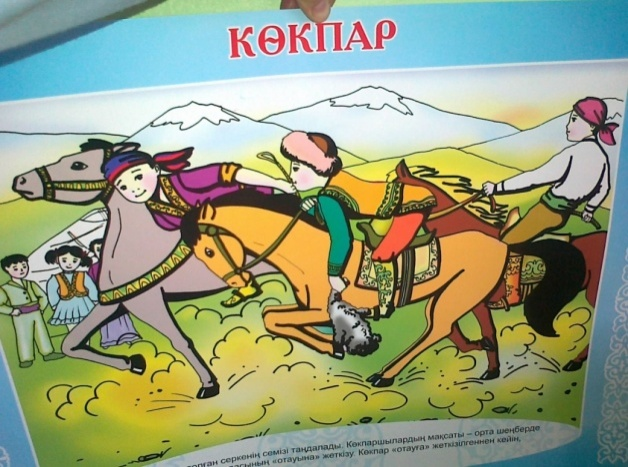 КӨКПАР
серкенің семізі таңдалады. Көкпаршылардың мақсаты – орта шеңберде
«отауына» жеткізу. Көкпар «отауға» жеткізілгеннен кейін,